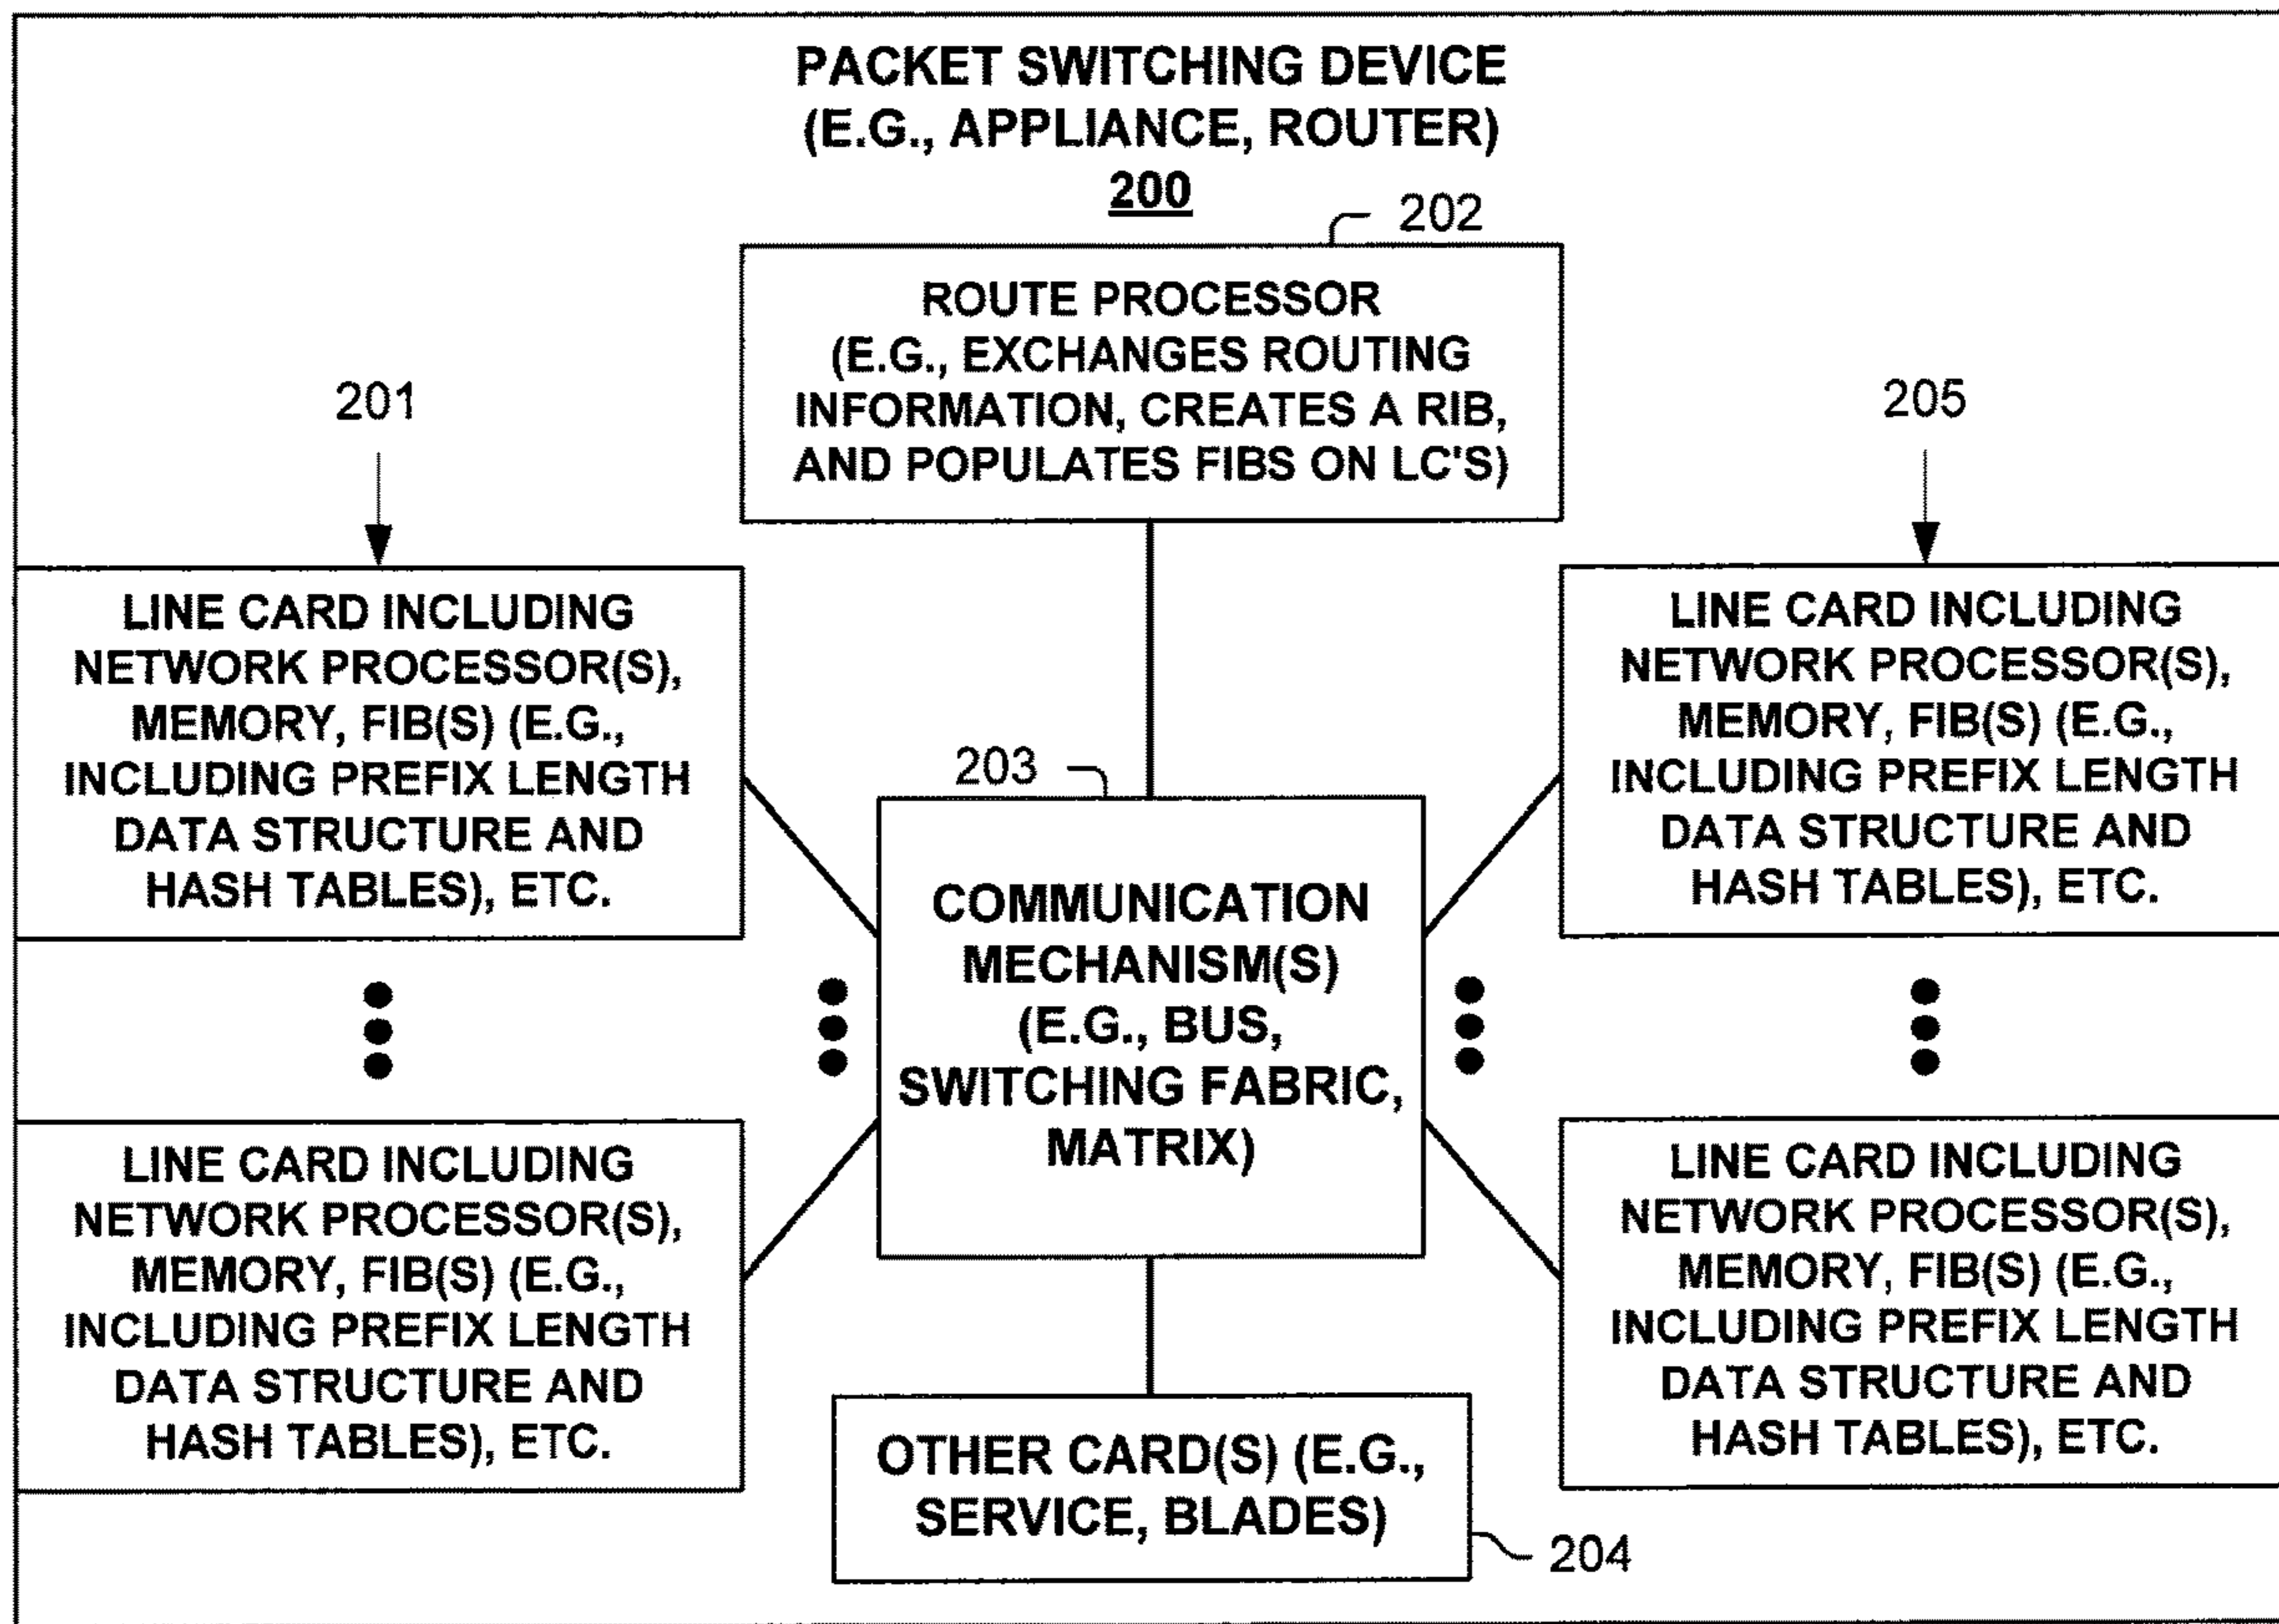 PACKET SWITCHING DEVICE
(E.G., APPLIANCE, ROUTER)
200
202
ROUTE PROCESSOR
(E.G., EXCHANGES ROUTING
INFORMATION, CREATES A RIB,
AND POPULATES FIBS ON LC'S)
201
LINE CARD INCLUDING
NETWORK PROCESSOR(S),
MEMORY, FIB(S) (E.G.,
INCLUDING PREFIX LENGTH
DATA STRUCTURE AND
HASH TABLES), ETC.
205
LINE CARD INCLUDING
NETWORK PROCESSOR(S),
MEMORY, FIB(S) (E.G.,
INCLUDING PREFIX LENGTH
DATA STRUCTURE AND
HASH TABLES), ETC.
203
COMMUNICATION
MECHANISM(S)
(E.G., BUS,
SWITCHING FABRIC,
MATRIX)
LINE CARD INCLUDING
NETWORK PROCESSOR(S),
MEMORY, FIB(S) (E.G.,
INCLUDING PREFIX LENGTH
DATA STRUCTURE AND
HASH TABLES), ETC.
LINE CARD INCLUDING
NETWORK PROCESSOR(S),
MEMORY, FIB(S) (E.G.,
INCLUDING PREFIX LENGTH
DATA STRUCTURE AND
HASH TABLES), ETC.
OTHER CARD(S) (E.G.,
SERVICE, BLADES)
204